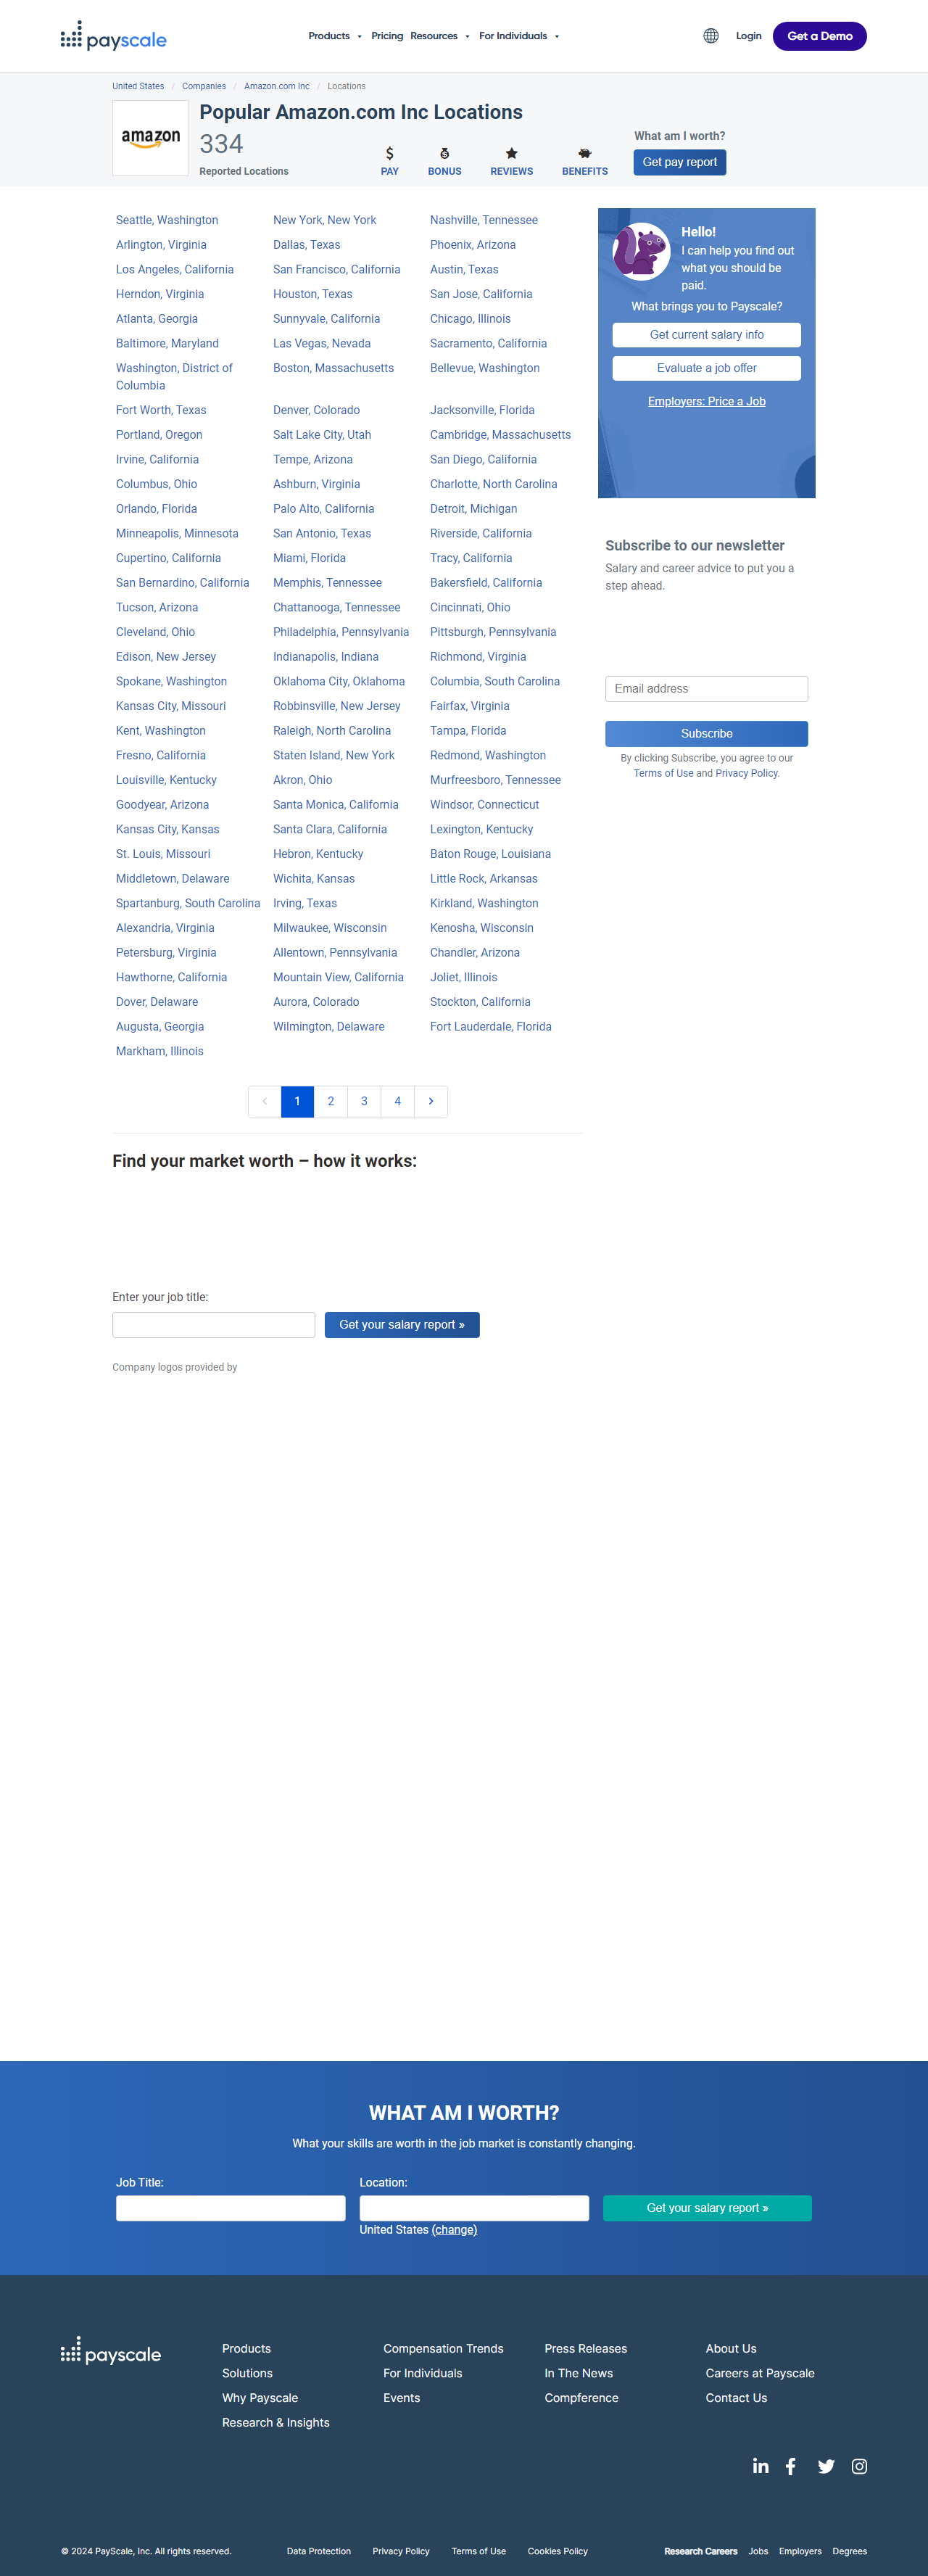 payscale
Products Pricing Resources For Individuals
Login Get a Demo
United States / Companies / Amazon.com Inc / Locations
amazon
Popular Amazon.com Inc Locations
334
Reported Locations
PAY BONUS REVIEWS BENEFITS
What am I worth?
Get pay report
Seattle, Washington New York, New York Nashville, Tennessee
Arlington, Virginia Dallas, Texas Phoenix, Arizona
Los Angeles, California San Francisco, California Austin, Texas
Herndon, Virginia Houston, Texas San Jose, California
Atlanta, Georgia Sunnyvale, California Chicago, Illinois
Baltimore, Maryland Las Vegas, Nevada Sacramento, California
Washington, District of Columbia Boston, Massachusetts Bellevue, Washington
Fort Worth, Texas Denver, Colorado Jacksonville, Florida
Portland, Oregon Salt Lake City, Utah Cambridge, Massachusetts
Irvine, California Tempe, Arizona San Diego, California
Columbus, Ohio Ashburn, Virginia Charlotte, North Carolina
Orlando, Florida Palo Alto, California Detroit, Michigan
Minneapolis, Minnesota San Antonio, Texas Riverside, California
Cupertino, California Miami, Florida Tracy, California
San Bernardino, California Memphis, Tennessee Bakersfield, California
Tucson, Arizona Chattanooga, Tennessee Cincinnati, Ohio
Cleveland, Ohio Philadelphia, Pennsylvania Pittsburgh, Pennsylvania
Edison, New Jersey Indianapolis, Indiana Richmond, Virginia
Spokane, Washington Oklahoma City, Oklahoma Columbia, South Carolina
Kansas City, Missouri Robbinsville, New Jersey Fairfax, Virginia
Kent, Washington Raleigh, North Carolina Tampa, Florida
Fresno, California Staten Island, New York Redmond, Washington
Louisville, Kentucky Akron, Ohio Murfreesboro, Tennessee
Goodyear, Arizona Santa Monica, California Windsor, Connecticut
Kansas City, Kansas Santa Clara, California Lexington, Kentucky
St. Louis, Missouri Hebron, Kentucky Baton Rouge, Louisiana
Middletown, Delaware Wichita, Kansas Little Rock, Arkansas
Spartanburg, South Carolina Irving, Texas Kirkland, Washington
Alexandria, Virginia Milwaukee, Wisconsin Kenosha, Wisconsin
Petersburg, Virginia Allentown, Pennsylvania Chandler, Arizona
Hawthorne, California Mountain View, California Joliet, Illinois
Dover, Delaware Aurora, Colorado Stockton, California
Augusta, Georgia Wilmington, Delaware Fort Lauderdale, Florida
Markham, Illinois
‹ 1 2 3 4 ›
Hello!
I can help you find out
what you should be
paid.
What brings you to Payscale?
Get current salary info
Evaluate a job offer
Employers: Price a Job
Subscribe to our newsletter
Salary and career advice to put you a
step ahead.
Email address
Subscribe
By clicking Subscribe, you agree to our
Terms of Use and Privacy Policy.
Find your market worth – how it works:
Enter your job title:
Get your salary report »
Company logos provided by
WHAT AM I WORTH?
What your skills are worth in the job market is constantly changing.
Job Title: Location:
Get your salary report »
United States (change)
payscale
Products Compensation Trends Press Releases About Us
Solutions For Individuals In The News Careers at Payscale
Why Payscale Events Compference Contact Us
Research & Insights
© 2024 PayScale, Inc. All rights reserved. Data Protection Privacy Policy Terms of Use Cookies Policy Research Careers Jobs Employers Degrees